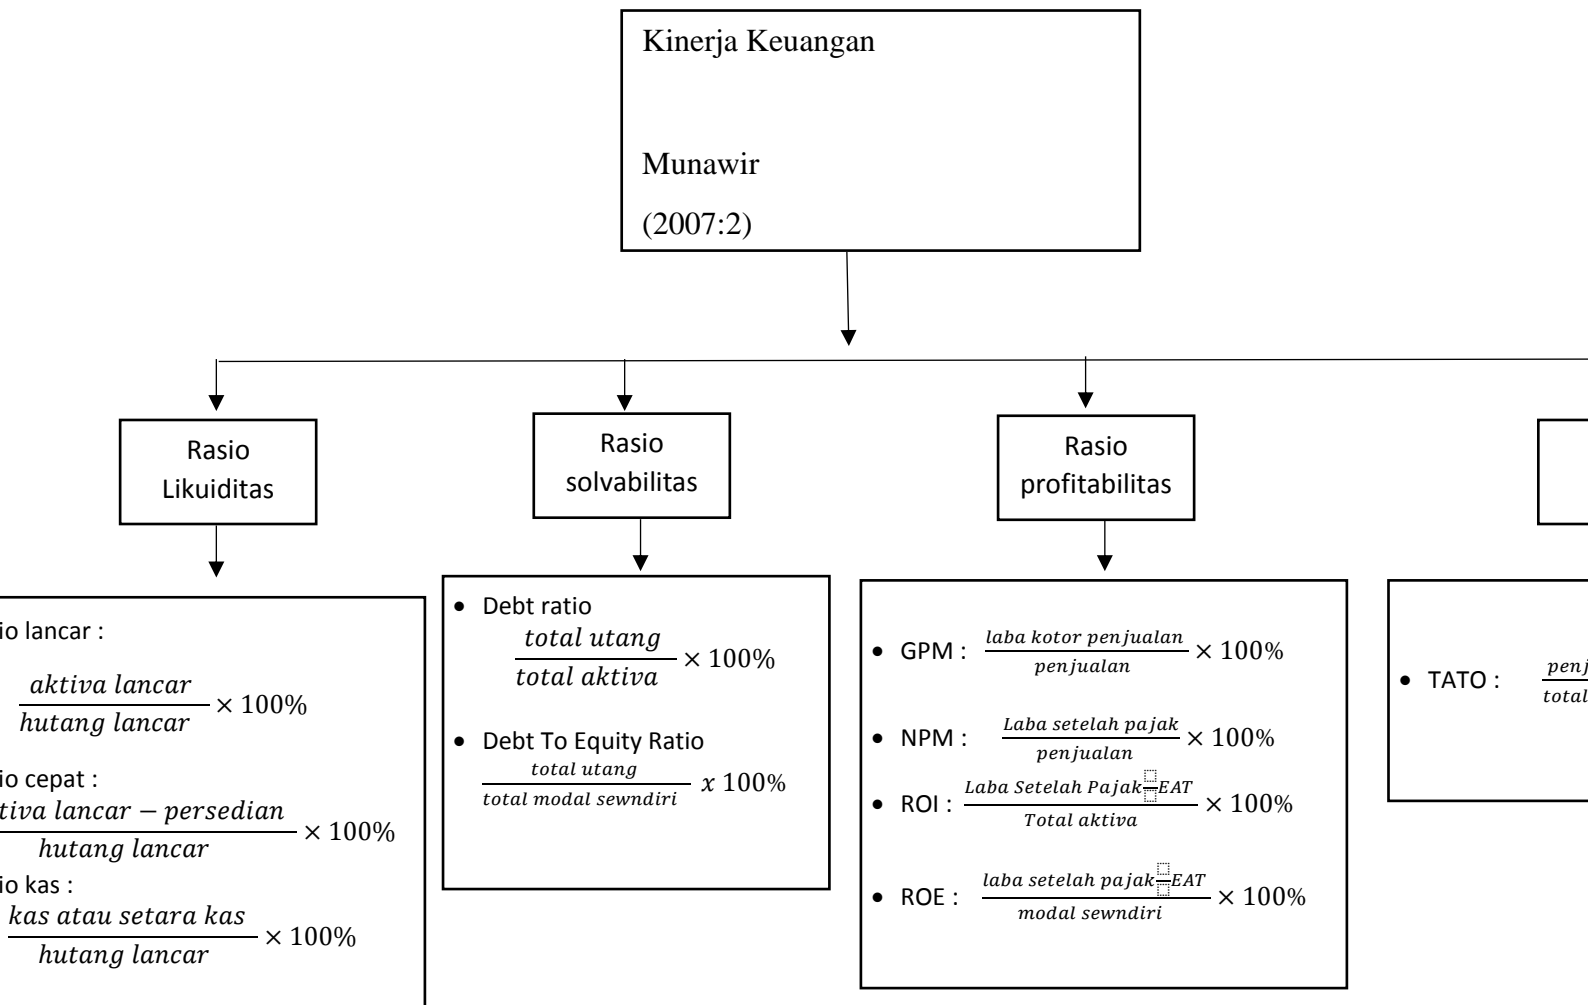 Kinerja Keuangan
Munawir
(2007:2)
Rasio
Likuiditas
Rasio
solvabilitas
Rasio
profitabilitas
io lancar :
aktiva lancar
hutang lancar × 100%
io cepat :
tiva lancar − persedian
hutang lancar × 100%
io kas :
kas atau setara kas
hutang lancar × 100%
• Debt ratio
total utang
total aktiva × 100%
• Debt To Equity Ratio
total utang
total modal sewndiri x 100%
• GPM : laba kotor penjualan
penjualan × 100%
• NPM : Laba setelah pajak
penjualan × 100%
• ROI : Laba Setelah Pajak EAT
Total aktiva × 100%
• ROE : laba setelah pajak EAT
modal sewndiri × 100%
• TATO : penj
total